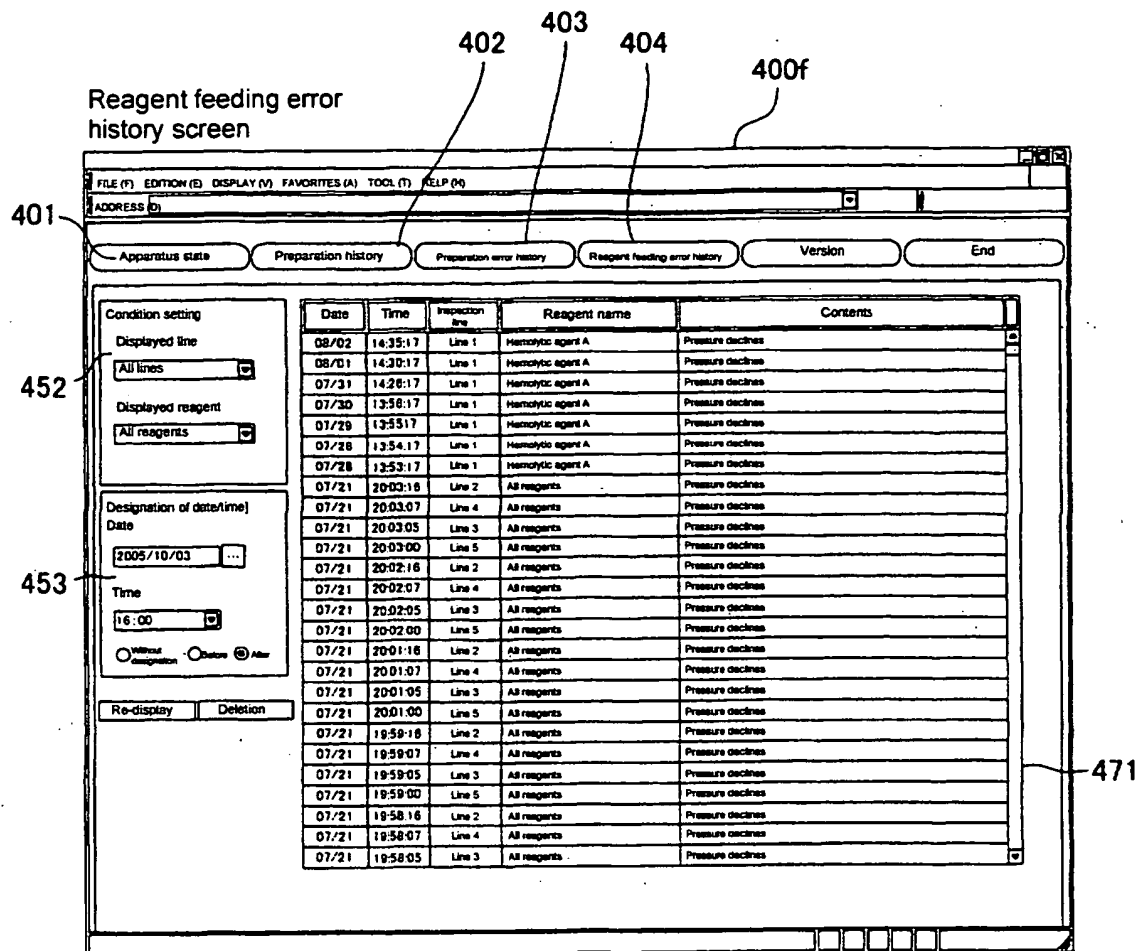 403
402
404
400f
Reagent feeding error
history screen
FILE (F) EDITION (E) DISPLAY (V) FAVORITES (A) TOOL (T) HELP (H)
ADDRESS (D)
401
Apparatus state Preparation history Preparation error history Reagent feeding error history Version End
Condition setting
Displayed line
All lines
452
Displayed reagent
All reagents
Designation of date/time]
Date
2005/10/03 ...
453
Time
16:00
Without designation Before After
Re-display Deletion
Date Time Inspection line Reagent name Contents
08/02 14:35:17 Line 1 Hemolytic agent A Pressure declines
08/01 14:30:17 Line 1 Hemolytic agent A Pressure declines
07/31 14:26:17 Line 1 Hemolytic agent A Pressure declines
07/30 13:56:17 Line 1 Hemolytic agent A Pressure declines
07/29 13:5517 Line 1 Hemolytic agent A Pressure declines
07/28 13:54.17 Line 1 Hemolytic agent A Pressure declines
07/28 13:53:17 Line 1 Hemolytic agent A Pressure declines
07/21 20:03:16 Line 2 All reagents Pressure declines
07/21 20:03:07 Line 4 All reagents Pressure declines
07/21 20:03:05 Line 3 All reagents Pressure declines
07/21 20:03:00 Line 5 All reagents Pressure declines
07/21 20:02:16 Line 2 All reagents Pressure declines
07/21 20:02:07 Line 4 All reagents Pressure declines
07/21 20:02:05 Line 3 All reagents Pressure declines
07/21 20:02:00 Line 5 All reagents Pressure declines
07/21 20:01:16 Line 2 All reagents Pressure declines
07/21 20:01:07 Line 4 All reagents Pressure declines
07/21 20:01:05 Line 3 All reagents Pressure declines
07/21 20:01:00 Line 5 All reagents Pressure declines
07/21 19:59:16 Line 2 All reagents Pressure declines
07/21 19:59:07 Line 4 All reagents Pressure declines
07/21 19:59:05 Line 3 All reagents Pressure declines
07/21 19:59:00 Line 5 All reagents Pressure declines
07/21 19:58.16 Line 2 All reagents Pressure declines
07/21 19:58:07 Line 4 All reagents Pressure declines
07/21 19:58:05 Line 3 All reagents Pressure declines
471